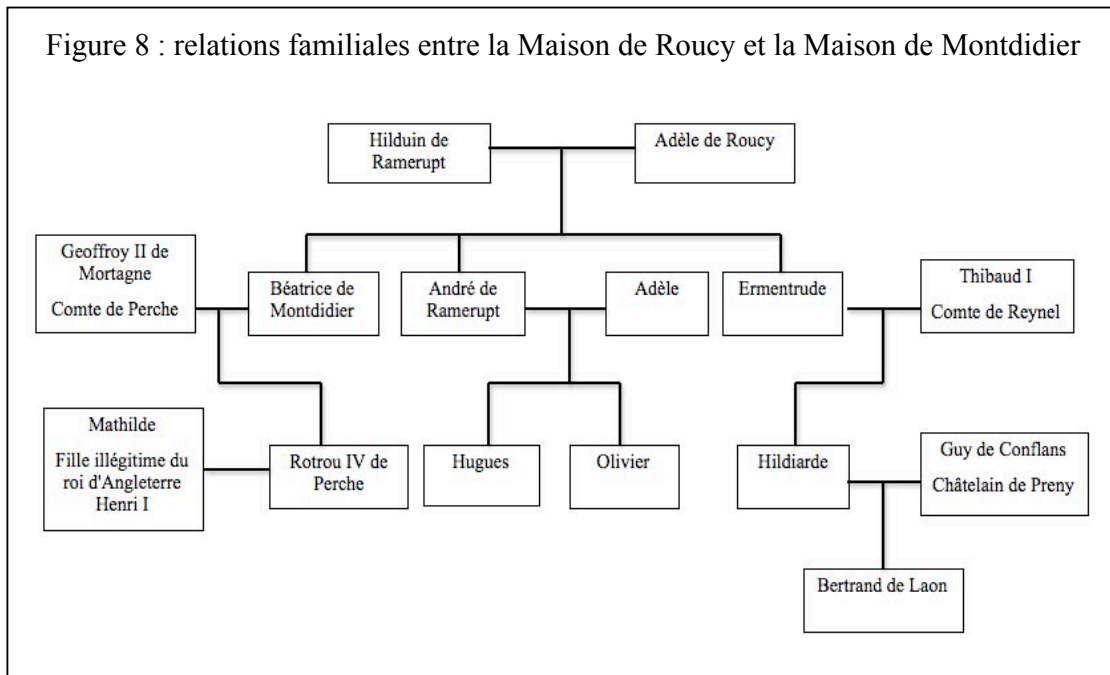 Figure 8 : relations familiales entre la Maison de Roucy et la Maison de Montdidier
Hilduin de
Ramerupt
Adèle de Roucy
Geoffroy II de
Mortagne
Comte de Perche
Béatrice de
Montdidier
André de
Ramerupt
Adèle
Ermentrude
Thibaud I
Comte de Reynel
Mathilde
Fille illégitime du
roi d'Angleterre
Henri I
Rotrou IV de
Perche
Hugues
Olivier
Hildiarde
Guy de Conflans
Châtelain de Preny
Bertrand de Laon